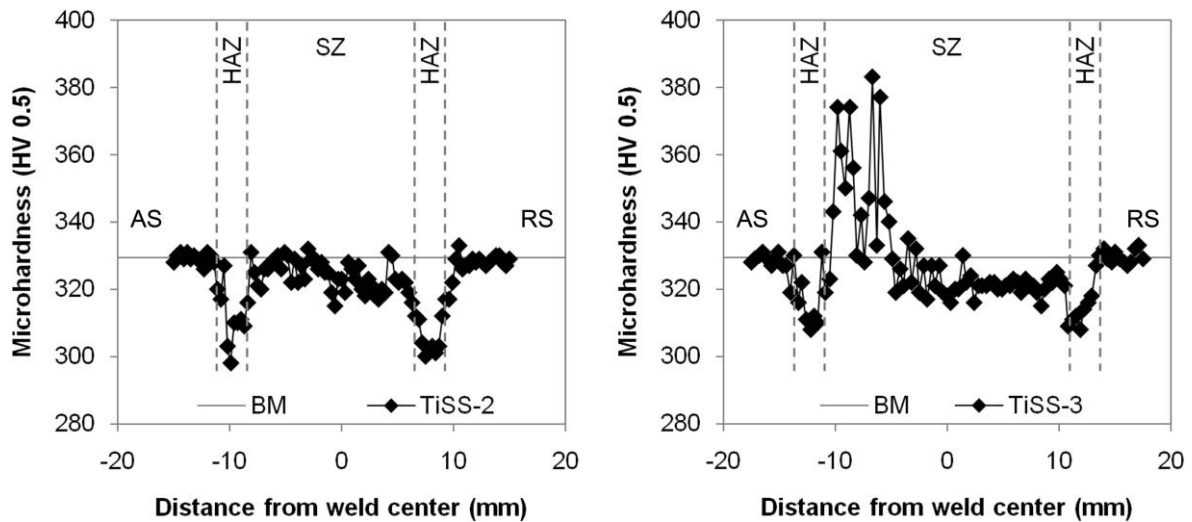 Microhardness (HV 0.5)
400
380
360
340
320
300
280
HAZ
SZ
HAZ
AS
RS
BM
TiSS-2
-20
-10
0
10
20
Distance from weld center (mm)
Microhardness (HV 0.5)
400
380
360
340
320
300
280
HAZ
SZ
HAZ
AS
RS
BM
TiSS-3
-20
-10
0
10
20
Distance from weld center (mm)